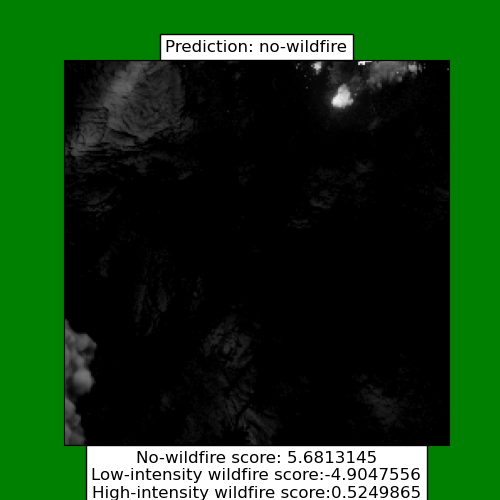 Prediction: no-wildfire
No-wildfire score: 5.6813145
Low-intensity wildfire score:-4.9047556
High-intensity wildfire score:0.5249865